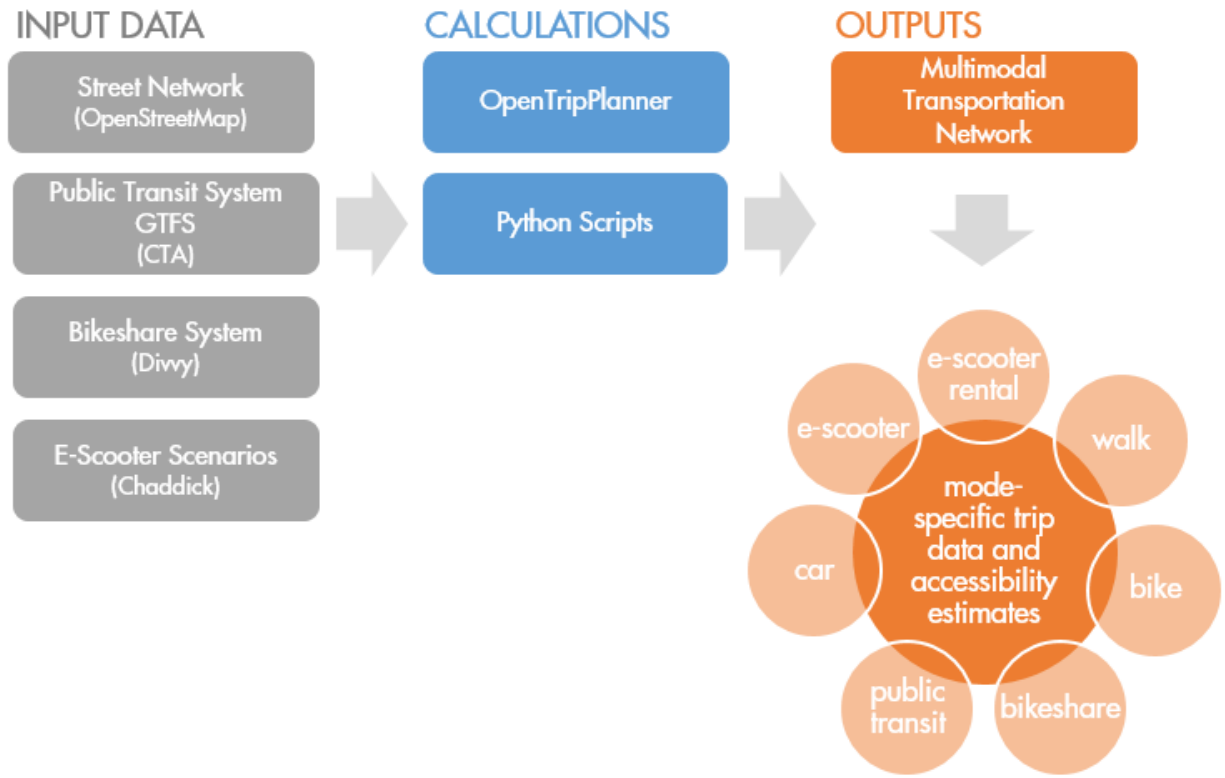 INPUT DATA
Street Network
(OpenStreetMap)
Public Transit System
GTFS
(CTA)
Bikeshare System
(Divvy)
E-Scooter Scenarios
(Chaddick)
CALCULATIONS
OpenTripPlanner
Python Scripts
OUTPUTS
Multimodal
Transportation
Network
e-scooter
rental
walk
bike
bikeshare
public
transit
car
e-scooter
mode-
specific trip
data and
accessibility
estimates